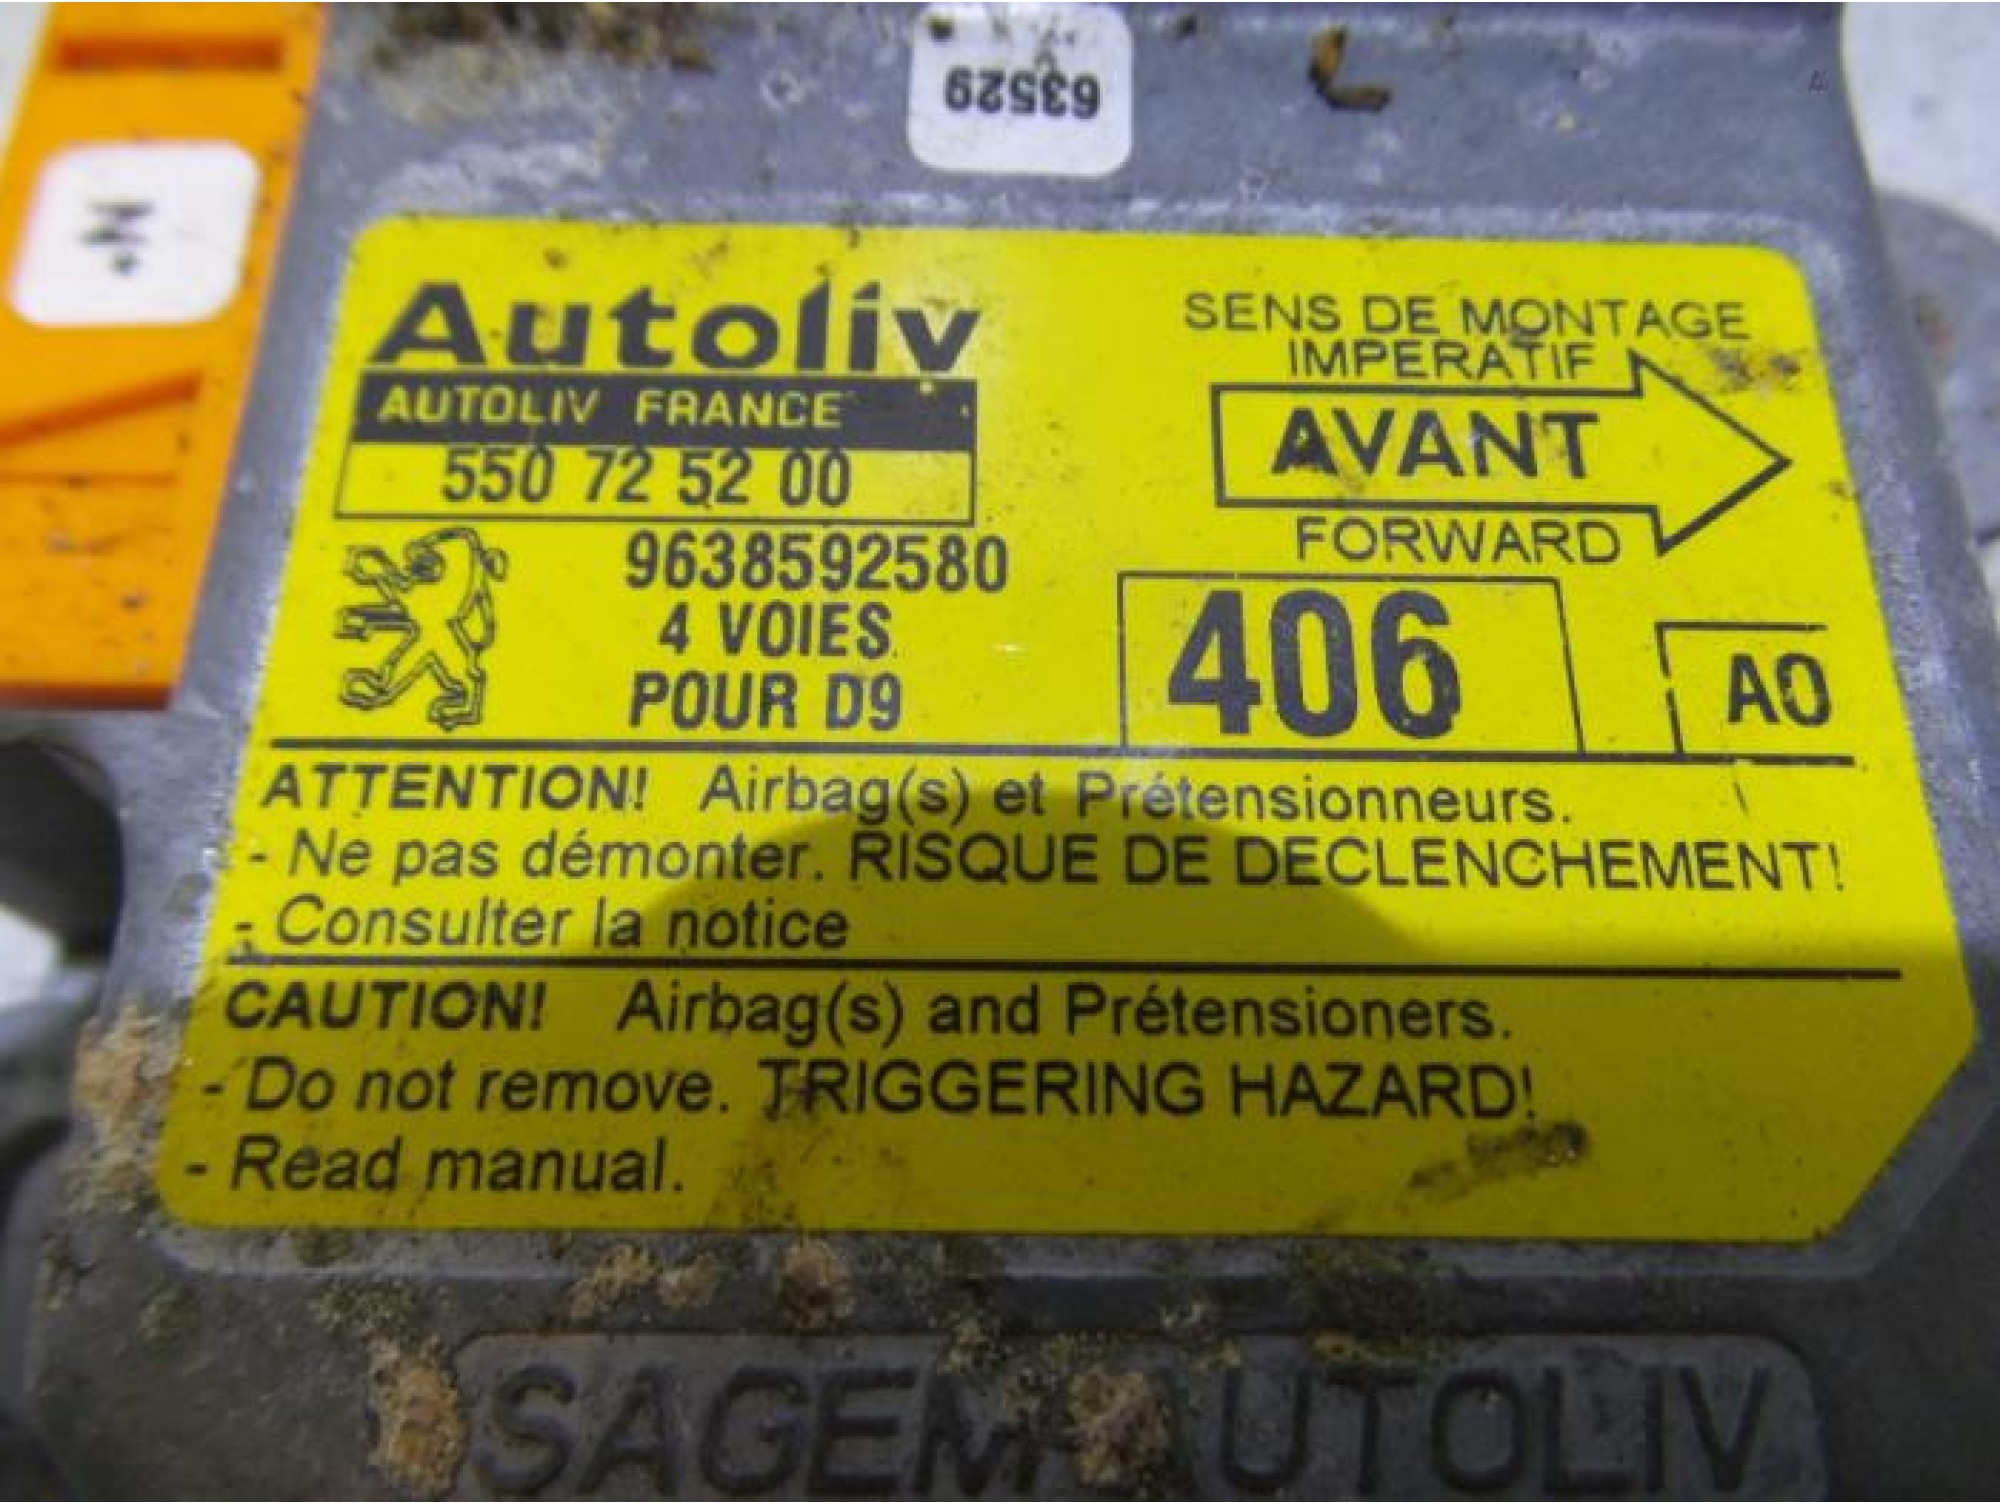 63529
N°
Autoliv
AUTOLIV FRANCE
550 72 52 00
SENS DE MONTAGE
IMPERATIF
AVANT
FORWARD
9638592580
4 VOIES
POUR D9
406
A0
ATTENTION! Airbag(s) et Prétensionneurs.
- Ne pas démonter. RISQUE DE DECLENCHEMENT!
- Consulter la notice
CAUTION! Airbag(s) and Prétensioners.
- Do not remove. TRIGGERING HAZARD!
- Read manual.
SAGEM-AUTOLIV